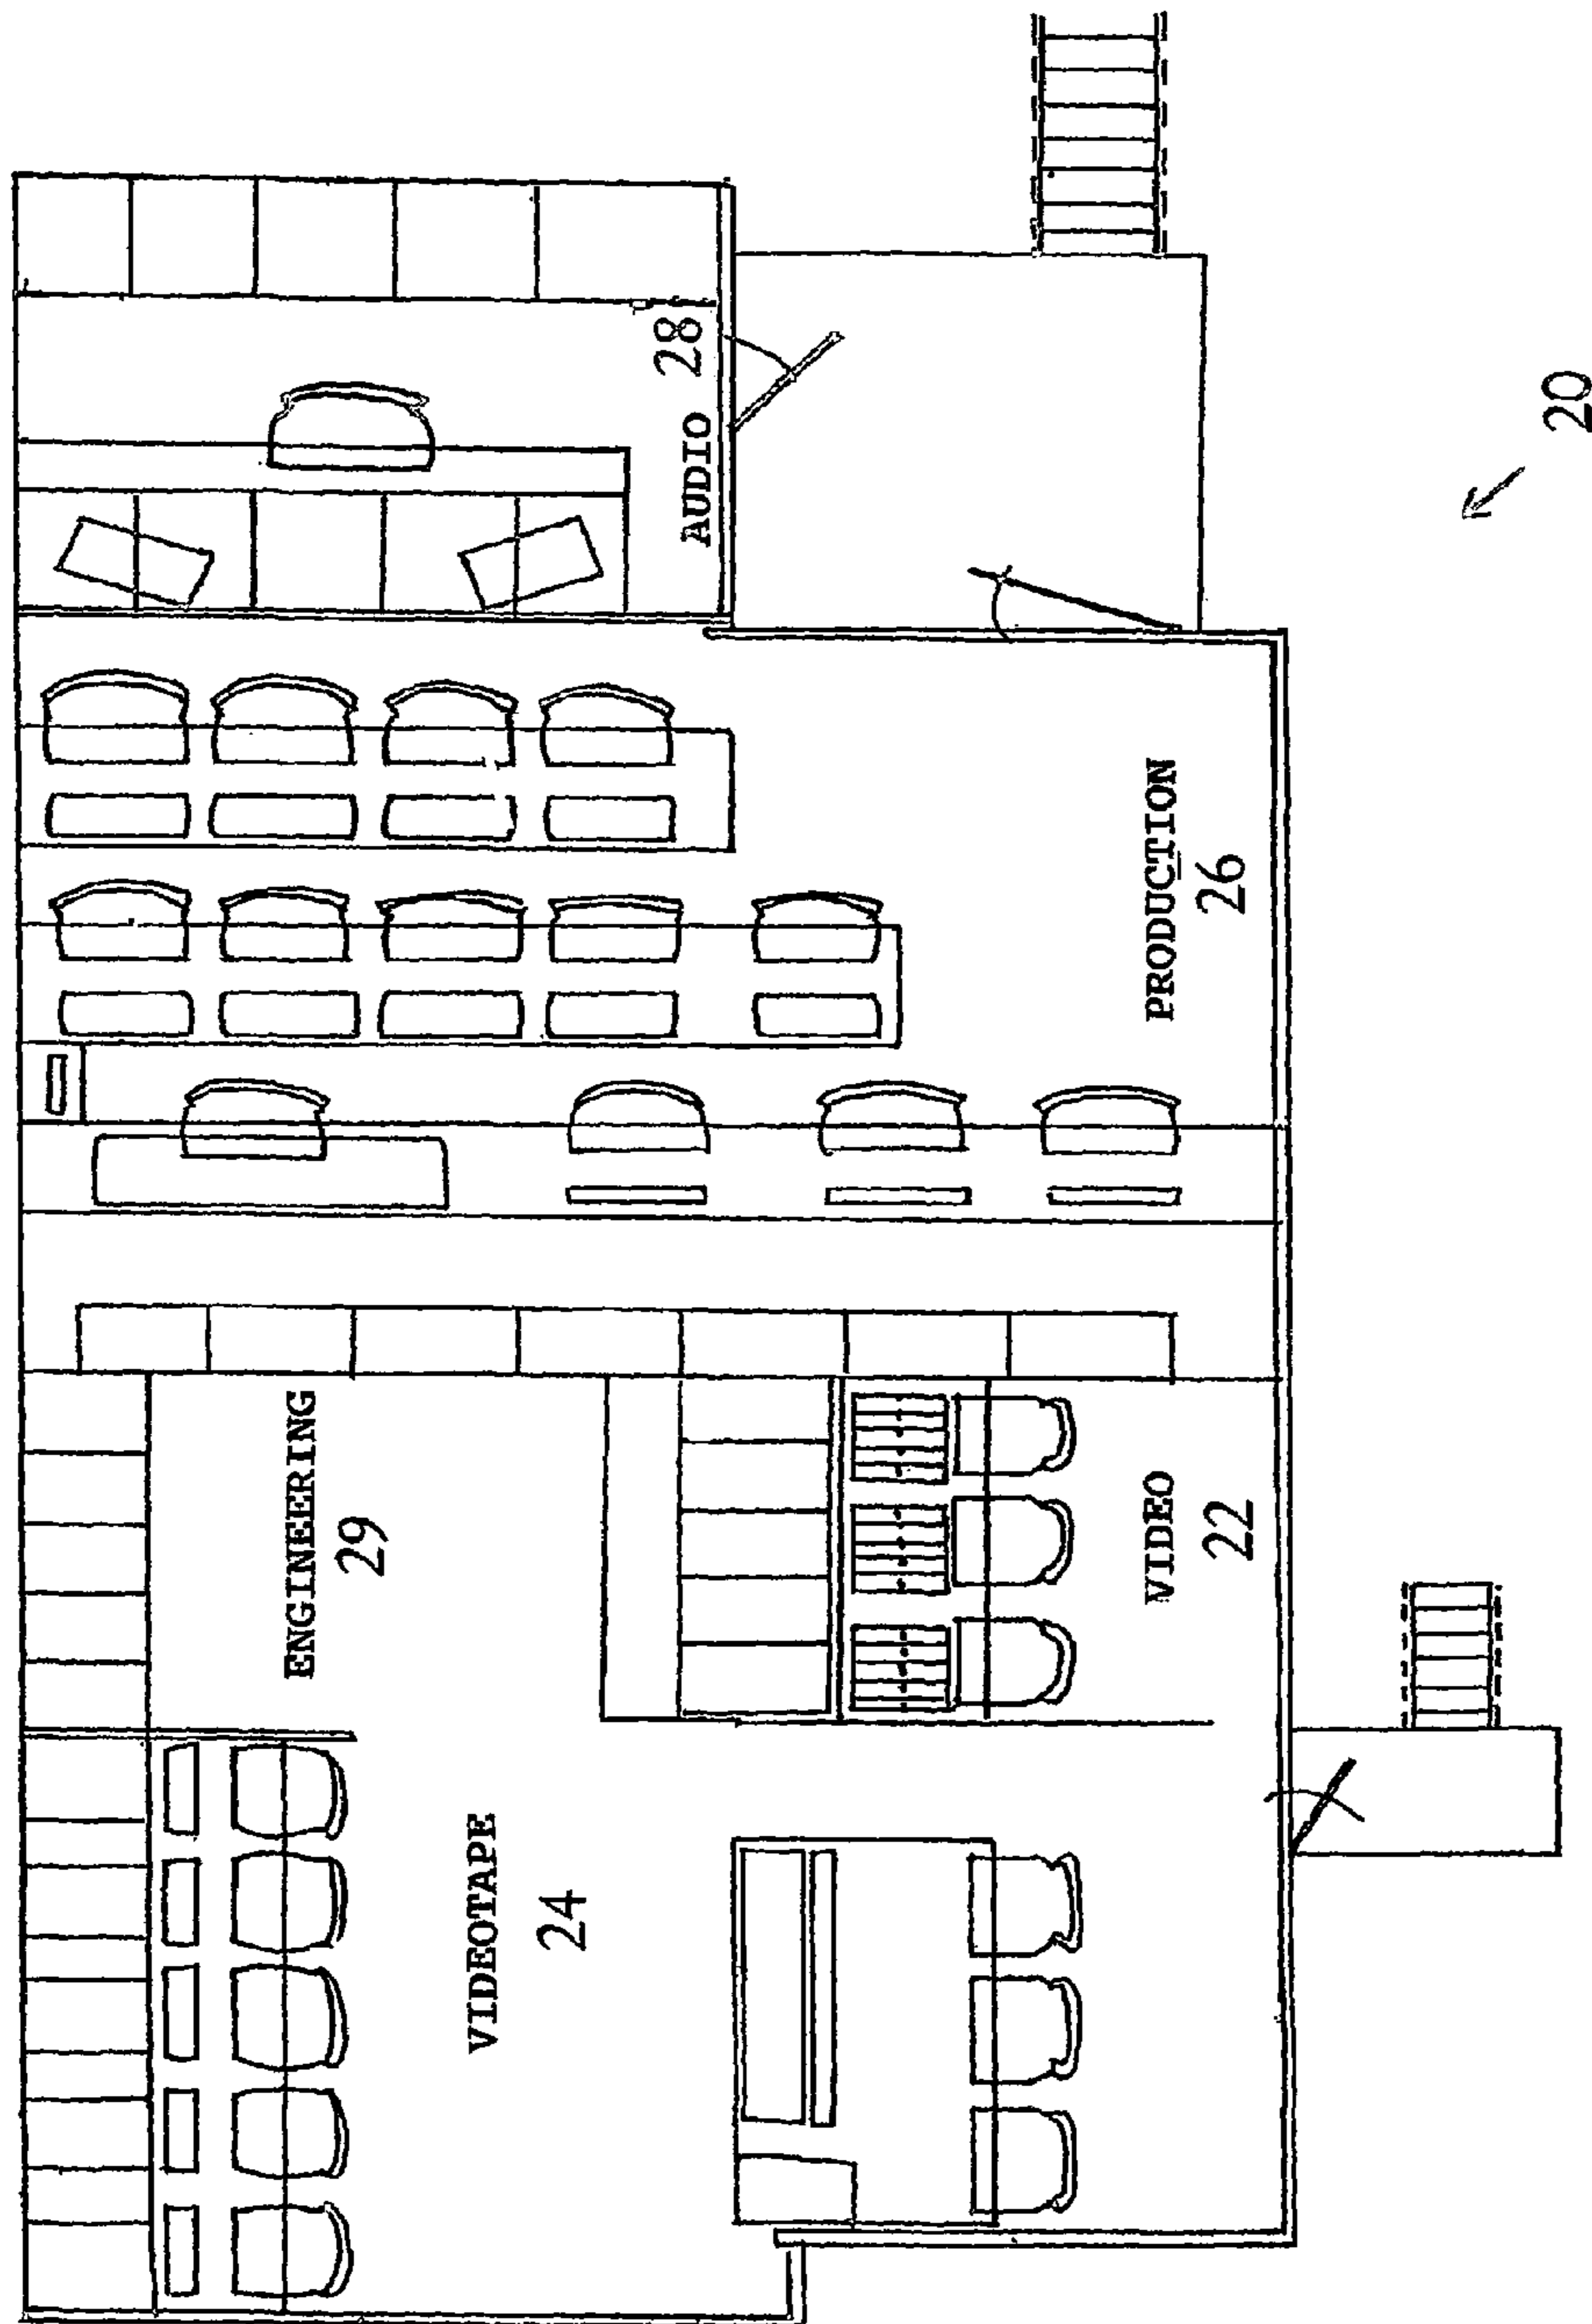 ENGINEERING
29
VIDEOTAPE
24
VIDEO
22
PRODUCTION
26
AUDIO 28
20